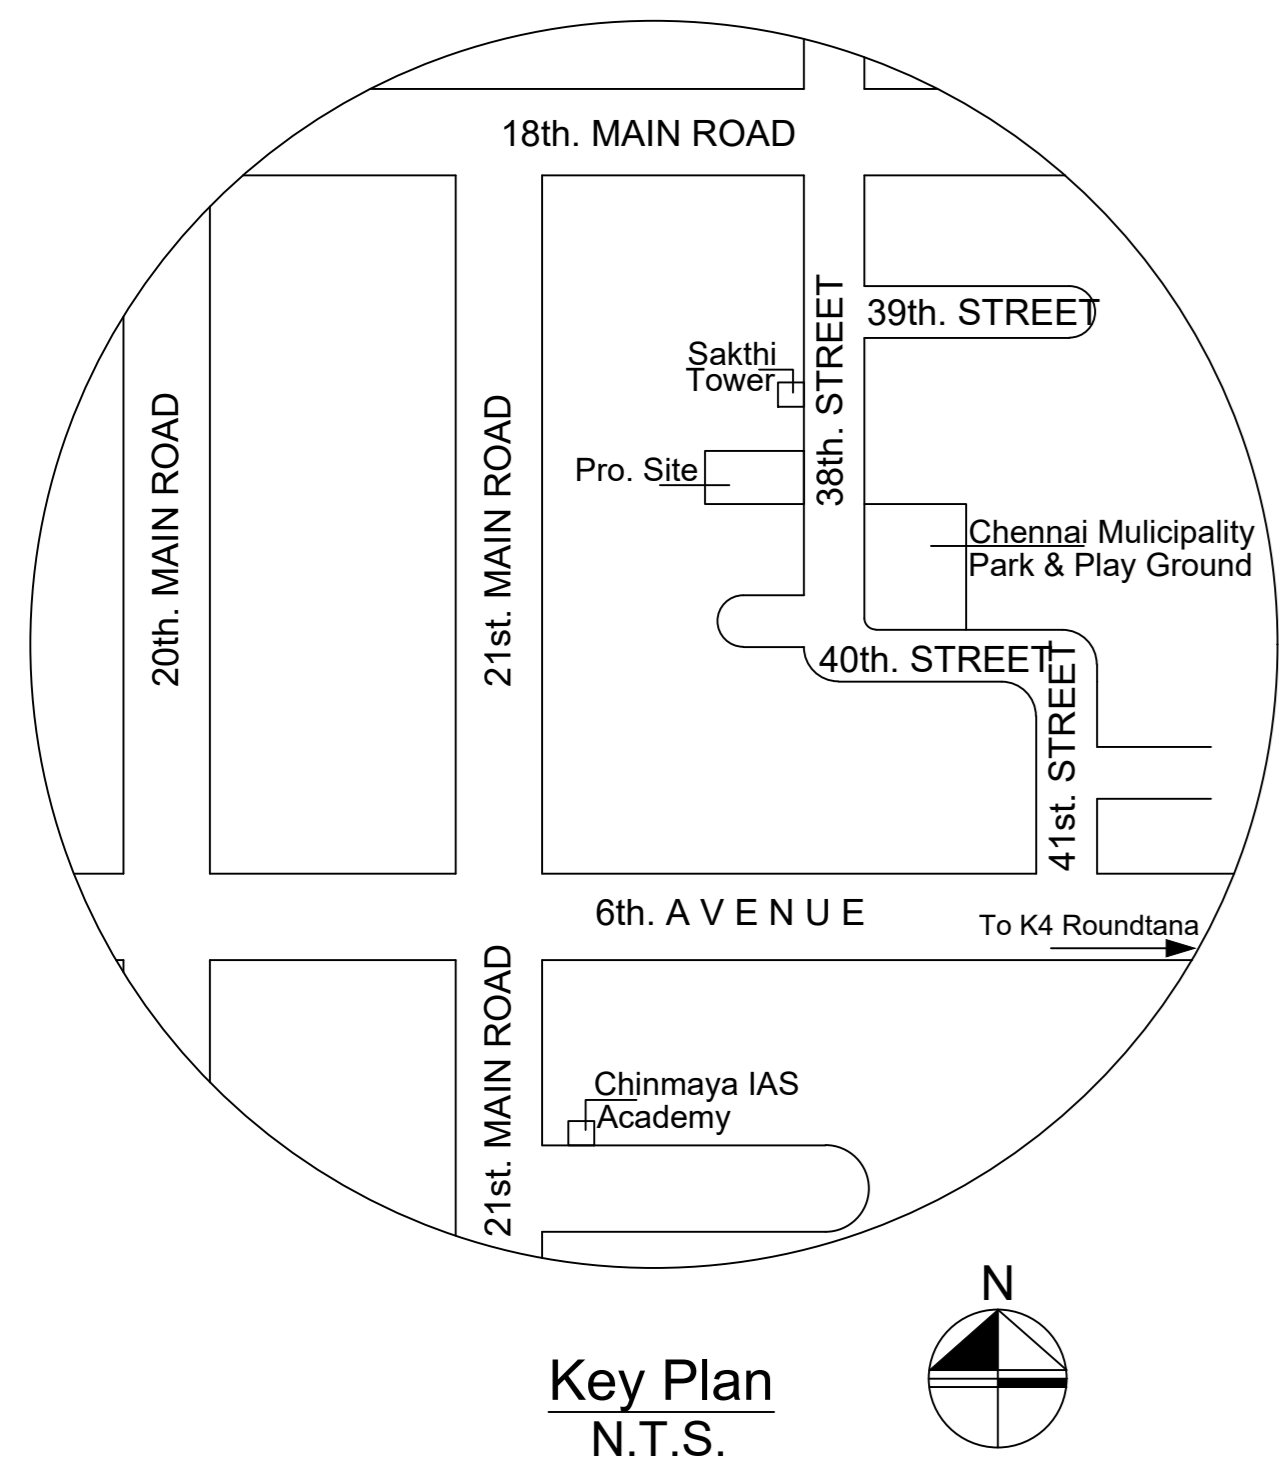 18th. MAIN ROAD
39th. STREET
38th. STREET
Sakthi
Tower
20th. MAIN ROAD
21st. MAIN ROAD
Pro. Site
Chennai Mulicipality
Park & Play Ground
40th. STREET
41st. STREET
6th. A V E N U E
To K4 Roundtana
21st. MAIN ROAD
Chinmaya IAS
Academy
N
Key Plan
N.T.S.